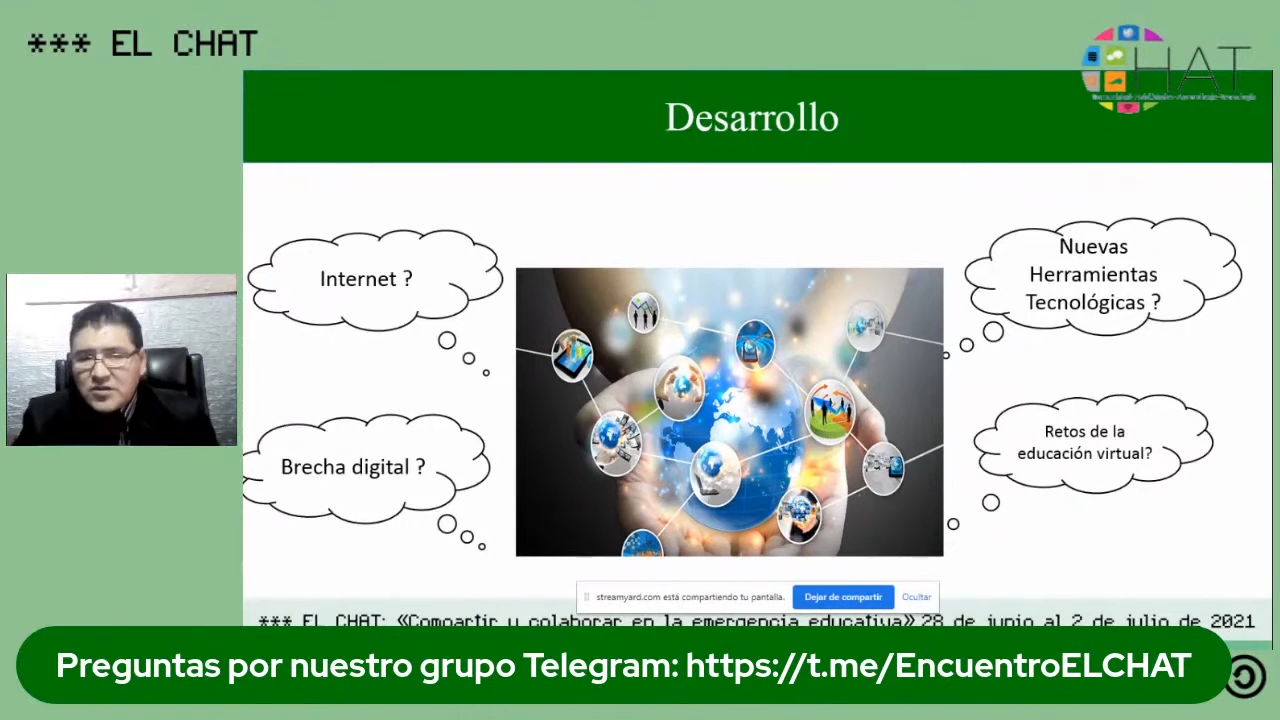 *** EL CHAT
HAT
Desarrollo
Internet ?
Nuevas
Herramientas
Tecnológicas ?
Brecha digital ?
Retos de la
educación virtual?
streamyard.com está compartiendo tu pantalla.
Dejar de compartir
Ocultar
*** EL CHAT: «Compartir y colaborar en la emergencia educativa» 28 de junio al 2 de julio de 2021
Preguntas por nuestro grupo Telegram: https://t.me/EncuentroELCHAT